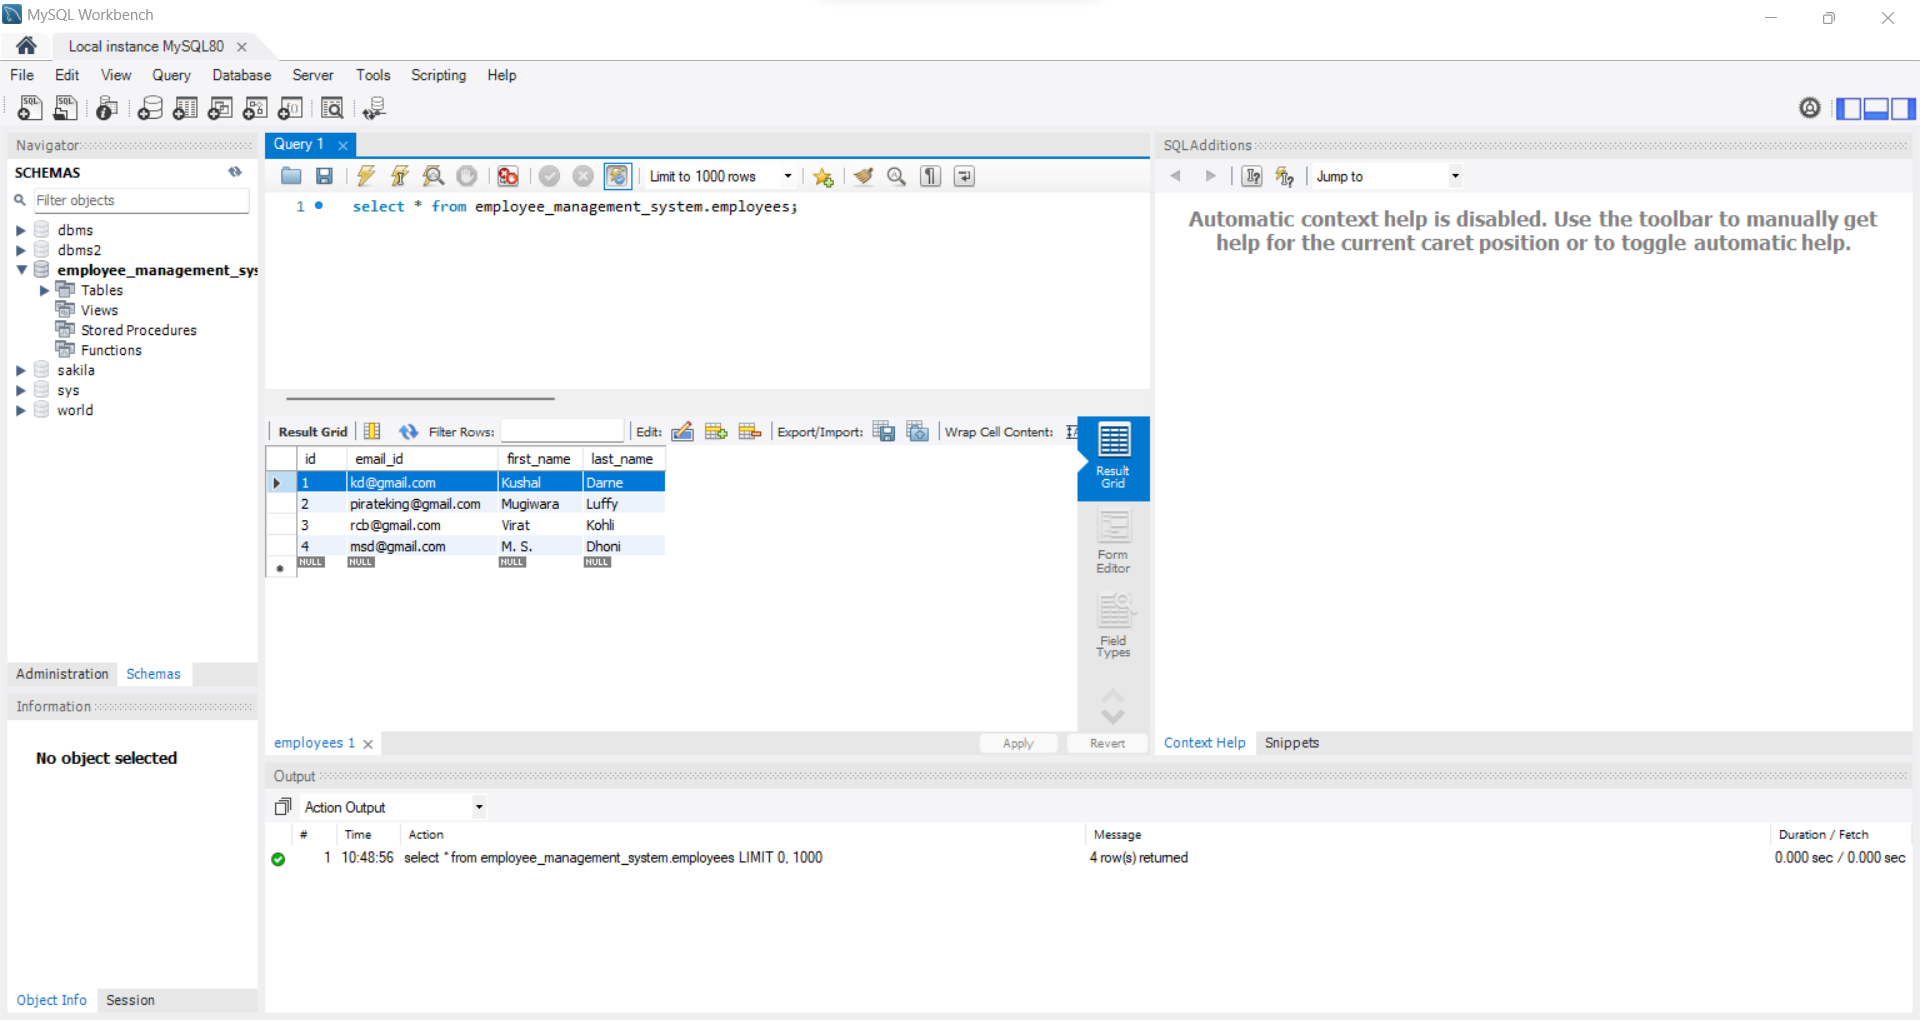 MySQL Workbench
Local instance MySQL80
File Edit View Query Database Server Tools Scripting Help
Navigator
SCHEMAS
Filter objects
dbms
dbms2
employee_management_sys
Tables
Views
Stored Procedures
Functions
sakila
sys
world
Administration Schemas
Information
No object selected
Object Info Session
Query 1
Limit to 1000 rows
1 select * from employee_management_system.employees;
Result Grid Filter Rows: Edit: Export/Import: Wrap Cell Content:
id email_id first_name last_name
1 kd@gmail.com Kushal Darne
2 pirateking@gmail.com Mugiwara Luffy
3 rcb@gmail.com Virat Kohli
4 msd@gmail.com M. S. Dhoni
NULL NULL NULL NULL
Result
Grid
Form
Editor
Field
Types
employees 1 Apply Revert
SQLAdditions
Jump to
Automatic context help is disabled. Use the toolbar to manually get
help for the current caret position or to toggle automatic help.
Context Help Snippets
Output
Action Output
# Time Action Message Duration / Fetch
1 10:48:56 select * from employee_management_system.employees LIMIT 0, 1000 4 row(s) returned 0.000 sec / 0.000 sec